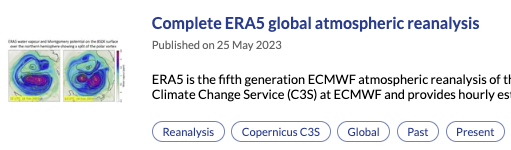 Complete ERA5 global atmospheric reanalysis
Published on 25 May 2023
ERA5 water vapour and Montgomery potential on the 850K surface
over the northern hemisphere showing a split of the polar vortex
ERA5 is the fifth generation ECMWF atmospheric reanalysis of
Climate Change Service (C3S) at ECMWF and provides hourly
Reanalysis
Copernicus C3S
Global
Past
Present